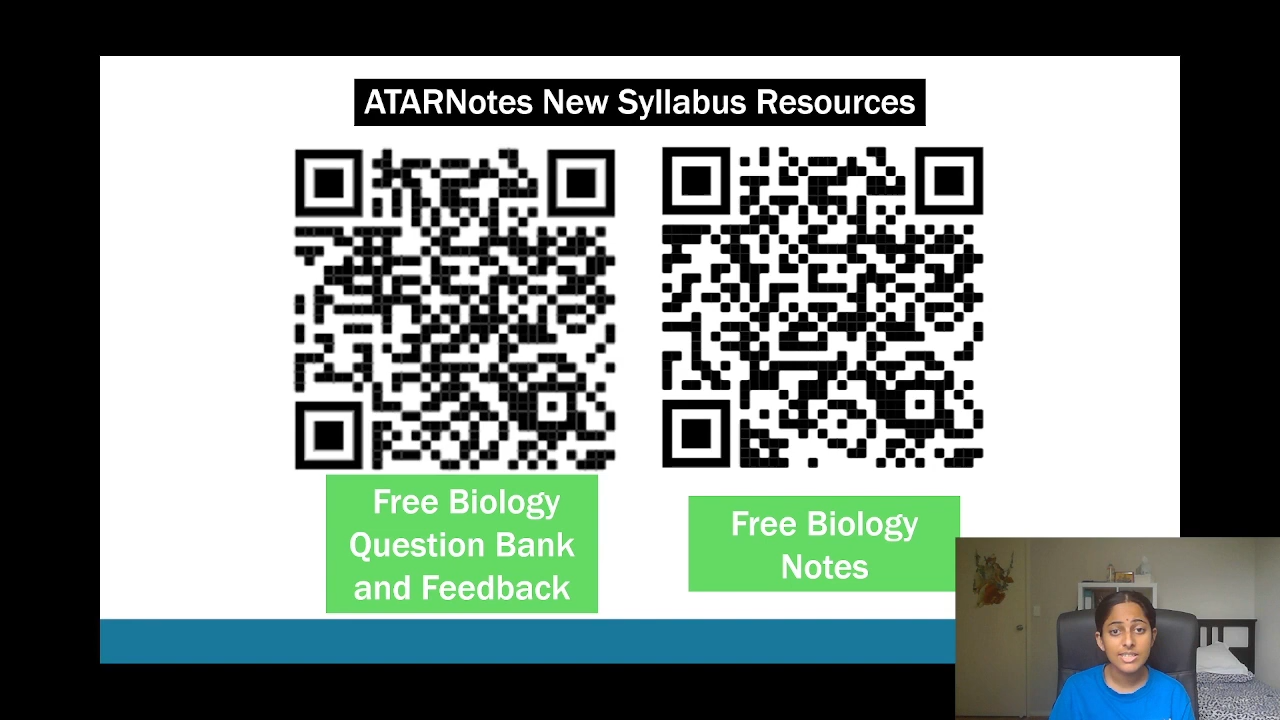 ATARNotes New Syllabus Resources
Free Biology
Question Bank
and Feedback
Free Biology
Notes